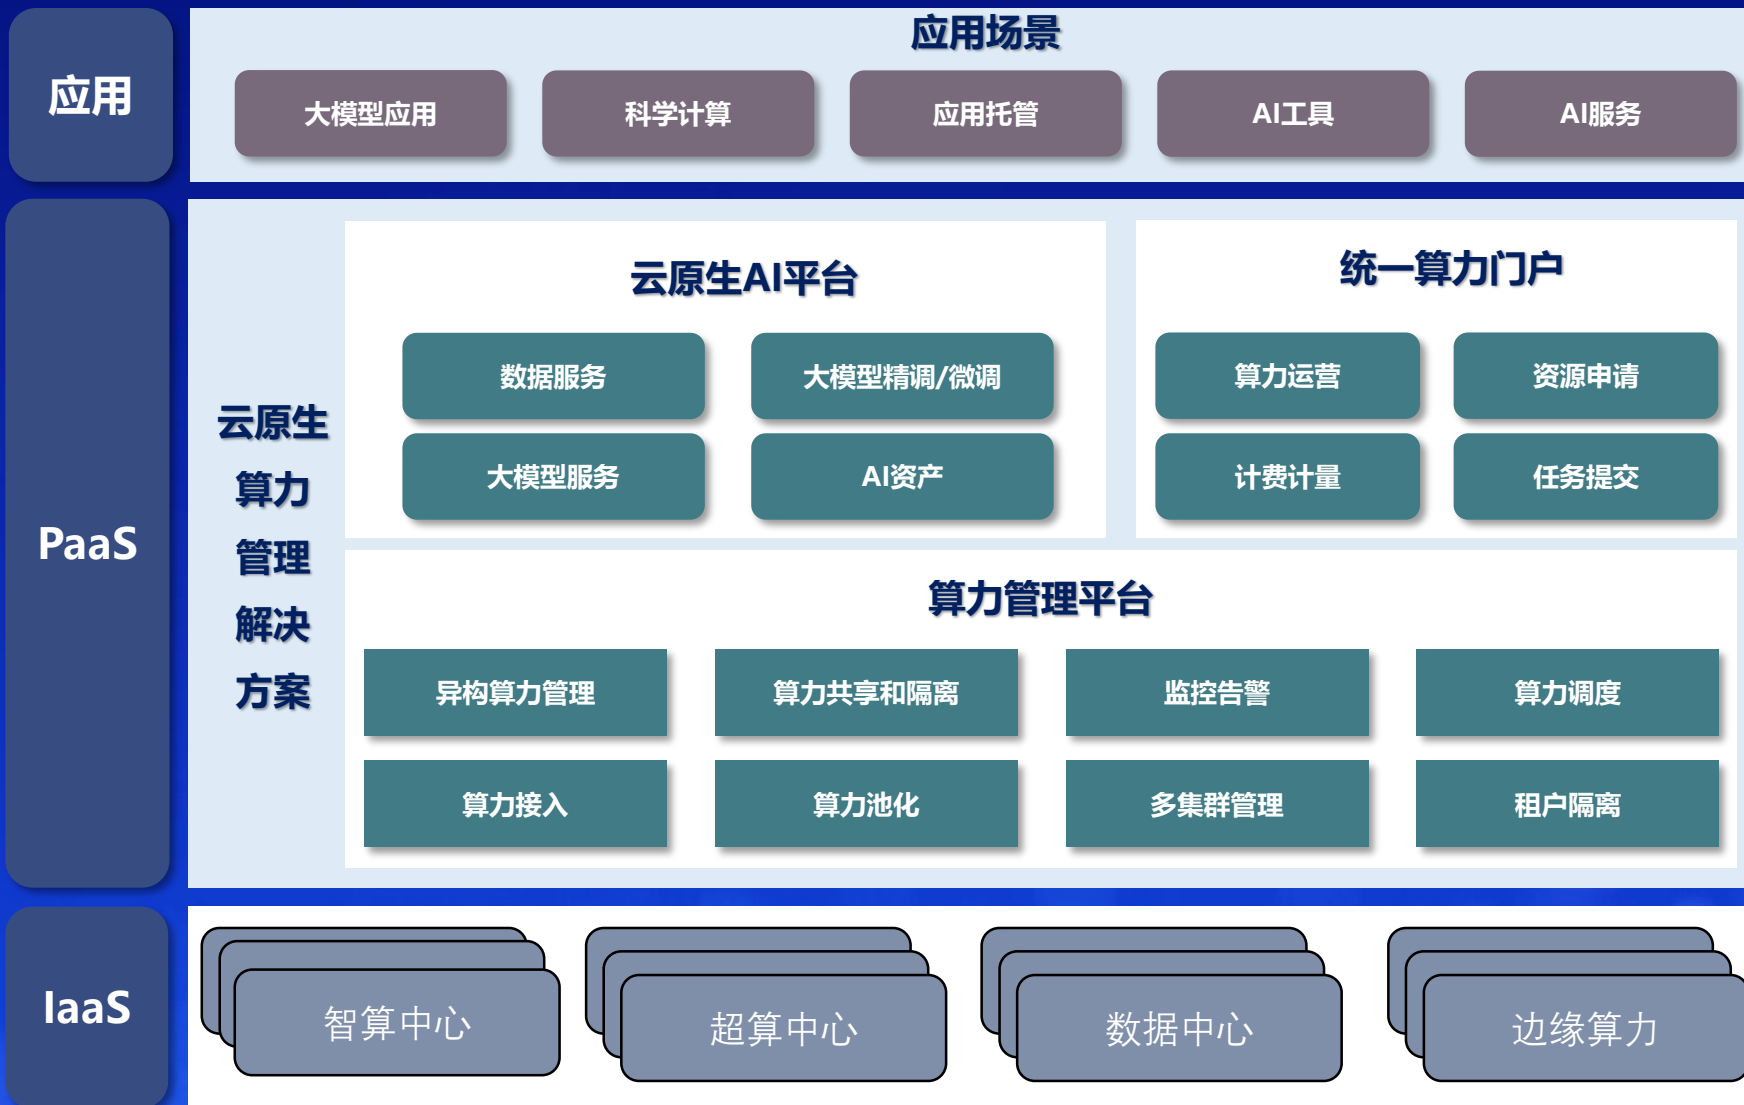 应用
应用场景
大模型应用
科学计算
应用托管
AI工具
AI服务
PaaS
云原生
算力
管理
解决
方案
云原生AI平台
数据服务
大模型精调/微调
大模型服务
AI资产
统一算力门户
算力运营
资源申请
计费计量
任务提交
算力管理平台
异构算力管理
算力共享和隔离
监控告警
算力调度
算力接入
算力池化
多集群管理
租户隔离
IaaS
智算中心
超算中心
数据中心
边缘算力